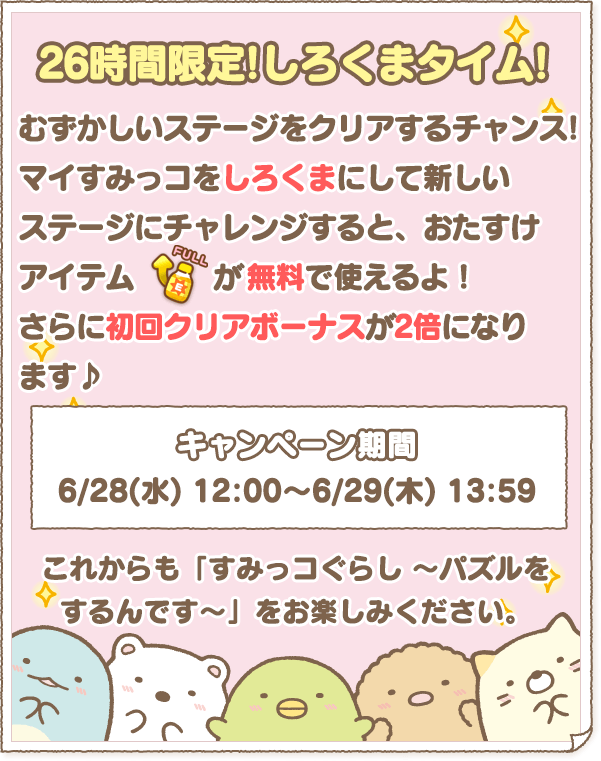 26時間限定!しろくまタイム!
むずかしいステージをクリアするチャンス!
マイすみっコをしろくまにして新しい
ステージにチャレンジすると、おたすけ
アイテム FULL E が無料で使えるよ!
さらに初回クリアボーナスが2倍になり
ます♪
キャンペーン期間
6/28(水) 12:00~6/29(木) 13:59
これからも「すみっコぐらし ~パズルを
するんです~」をお楽しみください。